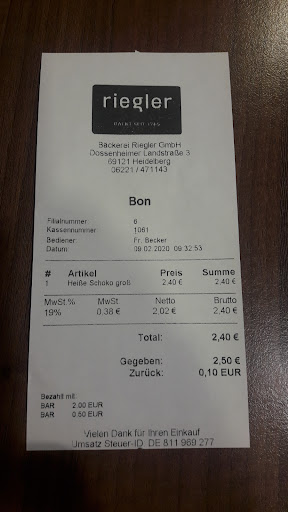 riegler
BACKT SEIT 1765
Bäckerei Riegler GmbH
Dossenheimer Landstraße 3
69121 Heidelberg
06221 / 471143
Bon
Filialnummer: 6
Kassennummer: 1061
Bediener: Fr. Becker
Datum: 09.02.2020 09:32:53
# Artikel Preis Summe
1 Heiße Schoko groß 2,40 € 2,40 €
MwSt.% MwSt Netto Brutto
19% 0,38 € 2,02 € 2,40 €
Total: 2,40 €
Gegeben: 2,50 €
Zurück: 0,10 EUR
Bezahlt mit:
BAR 2.00 EUR
BAR 0.50 EUR
Vielen Dank für Ihren Einkauf
Umsatz Steuer-ID DE 811 969 277